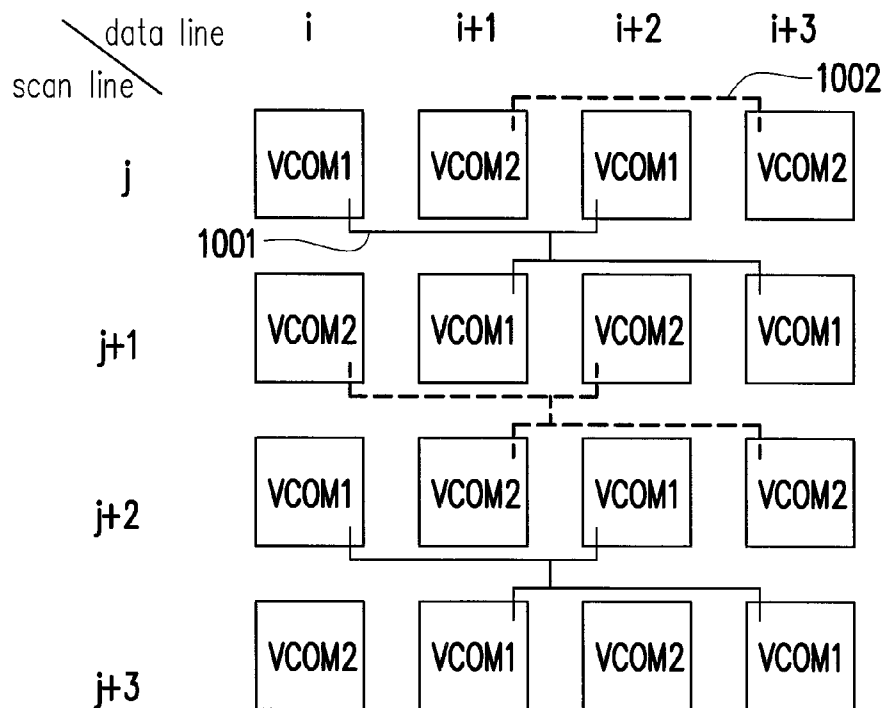 data line i i+1 i+2 i+3
scan line
1002
j VCOM1 VCOM2 VCOM1 VCOM2
1001
j+1 VCOM2 VCOM1 VCOM2 VCOM1
j+2 VCOM1 VCOM2 VCOM1 VCOM2
j+3 VCOM2 VCOM1 VCOM2 VCOM1